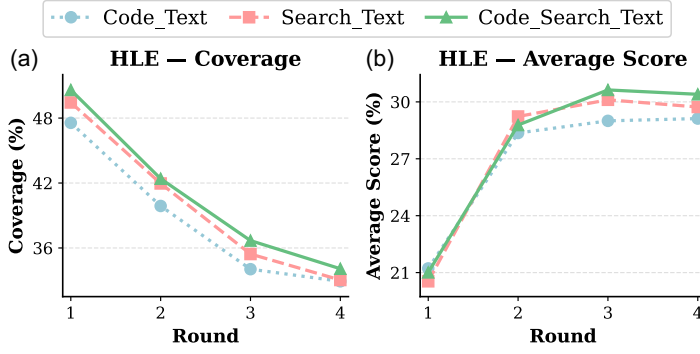 Code_Text Search_Text Code_Search_Text
(a) HLE — Coverage
Coverage (%)
48
42
36
1 2 3 4
Round
(b) HLE — Average Score
Average Score (%)
30
27
24
21
1 2 3 4
Round